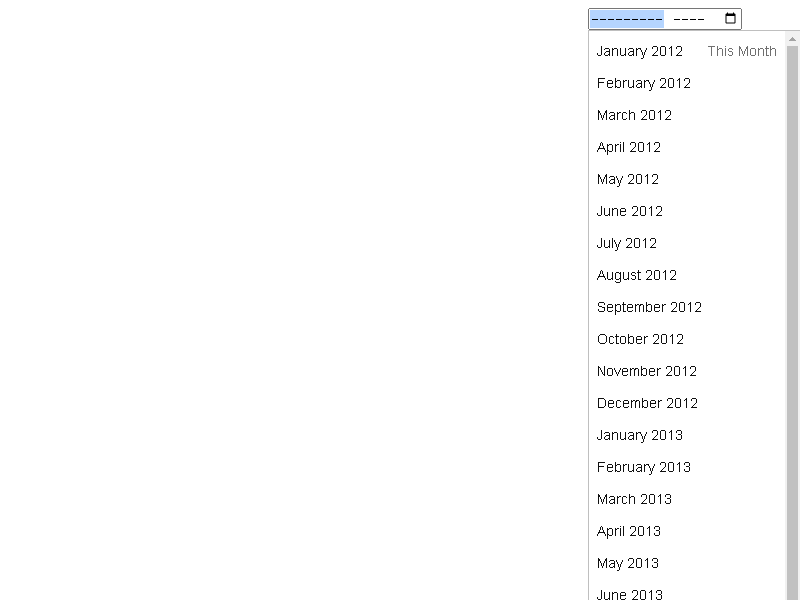 --------- ----
January 2012 This Month
February 2012
March 2012
April 2012
May 2012
June 2012
July 2012
August 2012
September 2012
October 2012
November 2012
December 2012
January 2013
February 2013
March 2013
April 2013
May 2013
June 2013